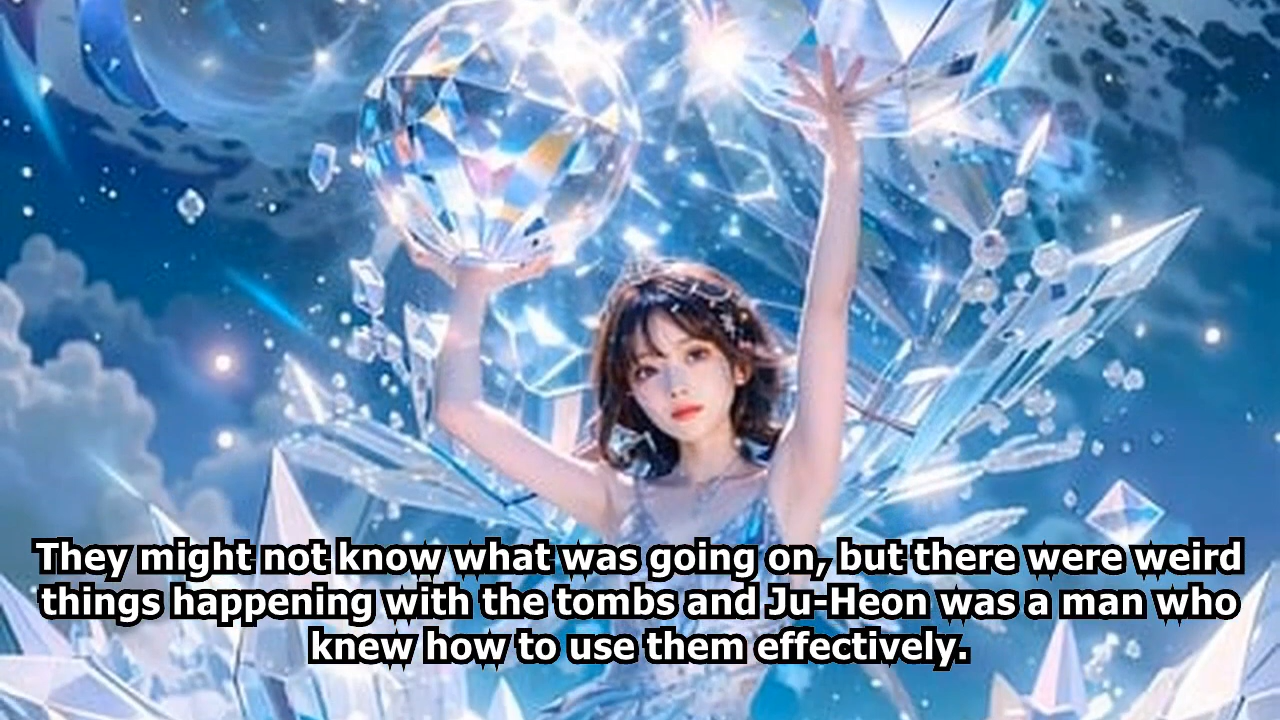 They might not know what was going on, but there were weird
things happening with the tombs and Ju-Heon was a man who
knew how to use them effectively.